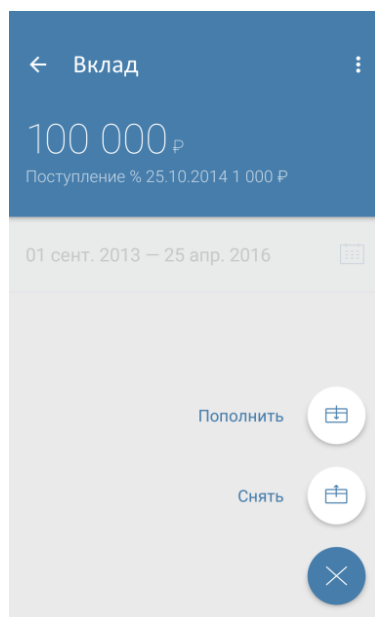 Вклад
100 000 ₽
Поступление % 25.10.2014 1 000 ₽
01 сент. 2013 — 25 апр. 2016
Пополнить
Снять